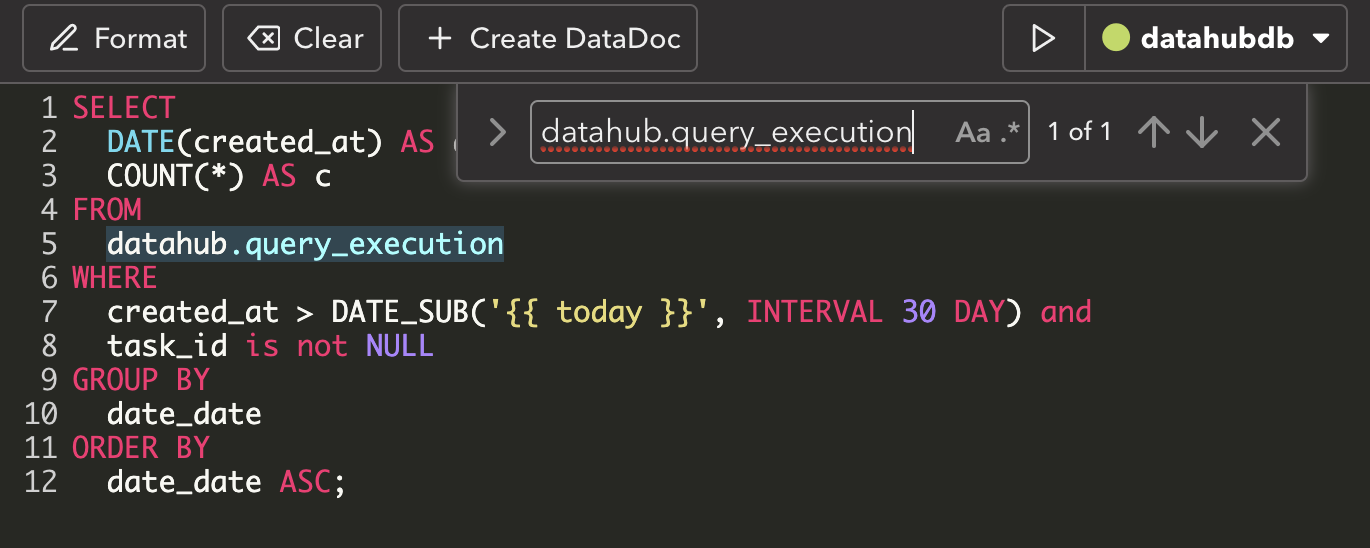 Format Clear + Create DataDoc datahubdb
datahub.query_execution Aa .* 1 of 1
1 SELECT
2 DATE(created_at) AS
3 COUNT(*) AS c
4 FROM
5 datahub.query_execution
6 WHERE
7 created_at > DATE_SUB('{{ today }}', INTERVAL 30 DAY) and
8 task_id is not NULL
9 GROUP BY
10 date_date
11 ORDER BY
12 date_date ASC;